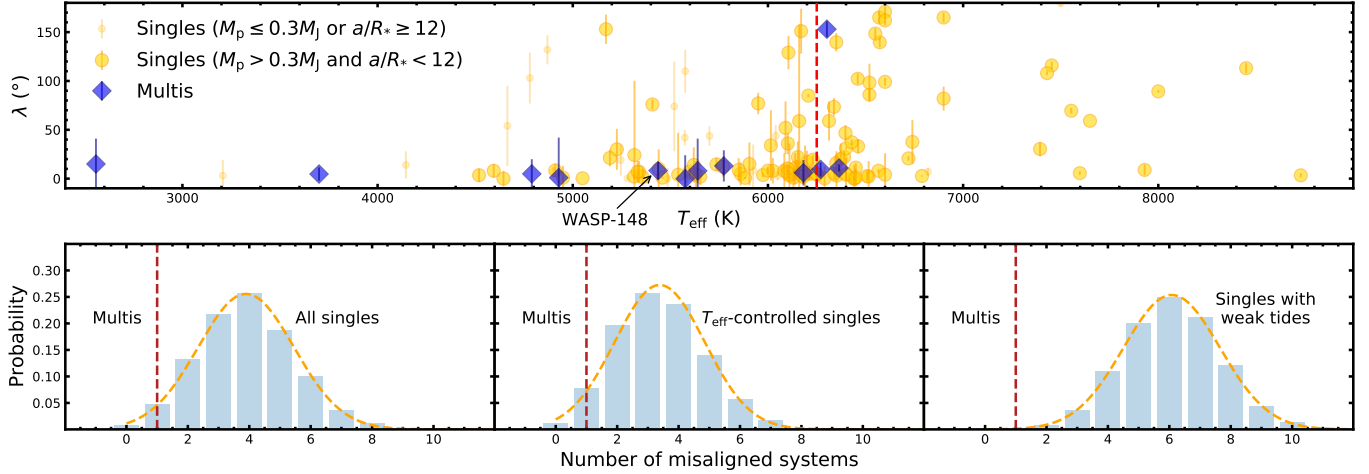 Singles (Mp ≤ 0.3MJ or a/R* ≥ 12)
Singles (Mp > 0.3MJ and a/R* < 12)
Multis
λ (°)
150
100
50
0
3000 4000 5000 6000 7000 8000
WASP-148
Teff (K)
Probability
0.30
0.25
0.20
0.15
0.10
0.05
Multis
All singles
0 2 4 6 8 10
Multis
Teff-controlled singles
0 2 4 6 8 10
Multis
Singles with
weak tides
0 2 4 6 8 10
Number of misaligned systems